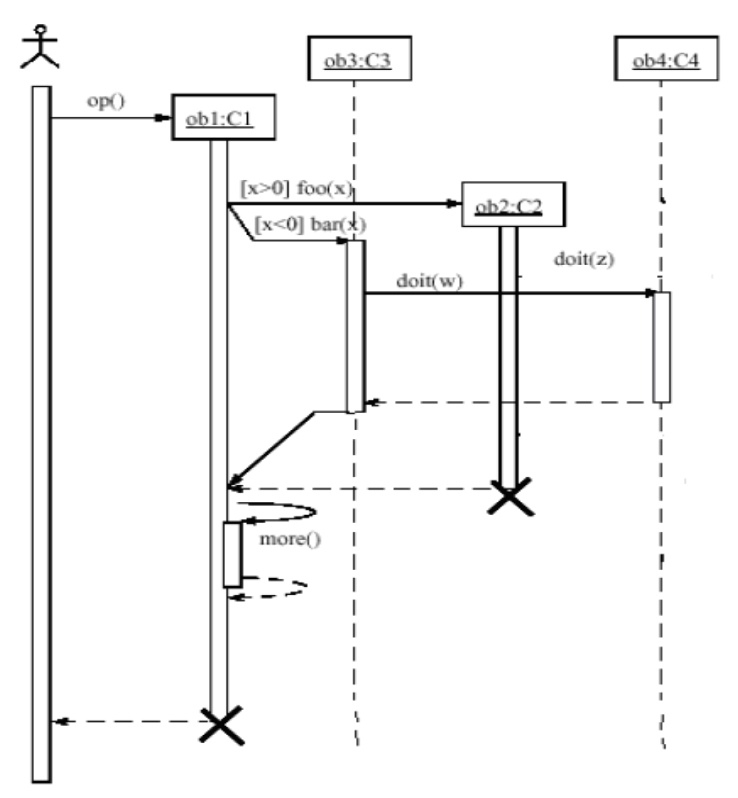 ob3:C3
ob4:C4
op()
ob1:C1
[x>0] foo(x)
ob2:C2
[x<0] bar(x)
doit(z)
doit(w)
more()